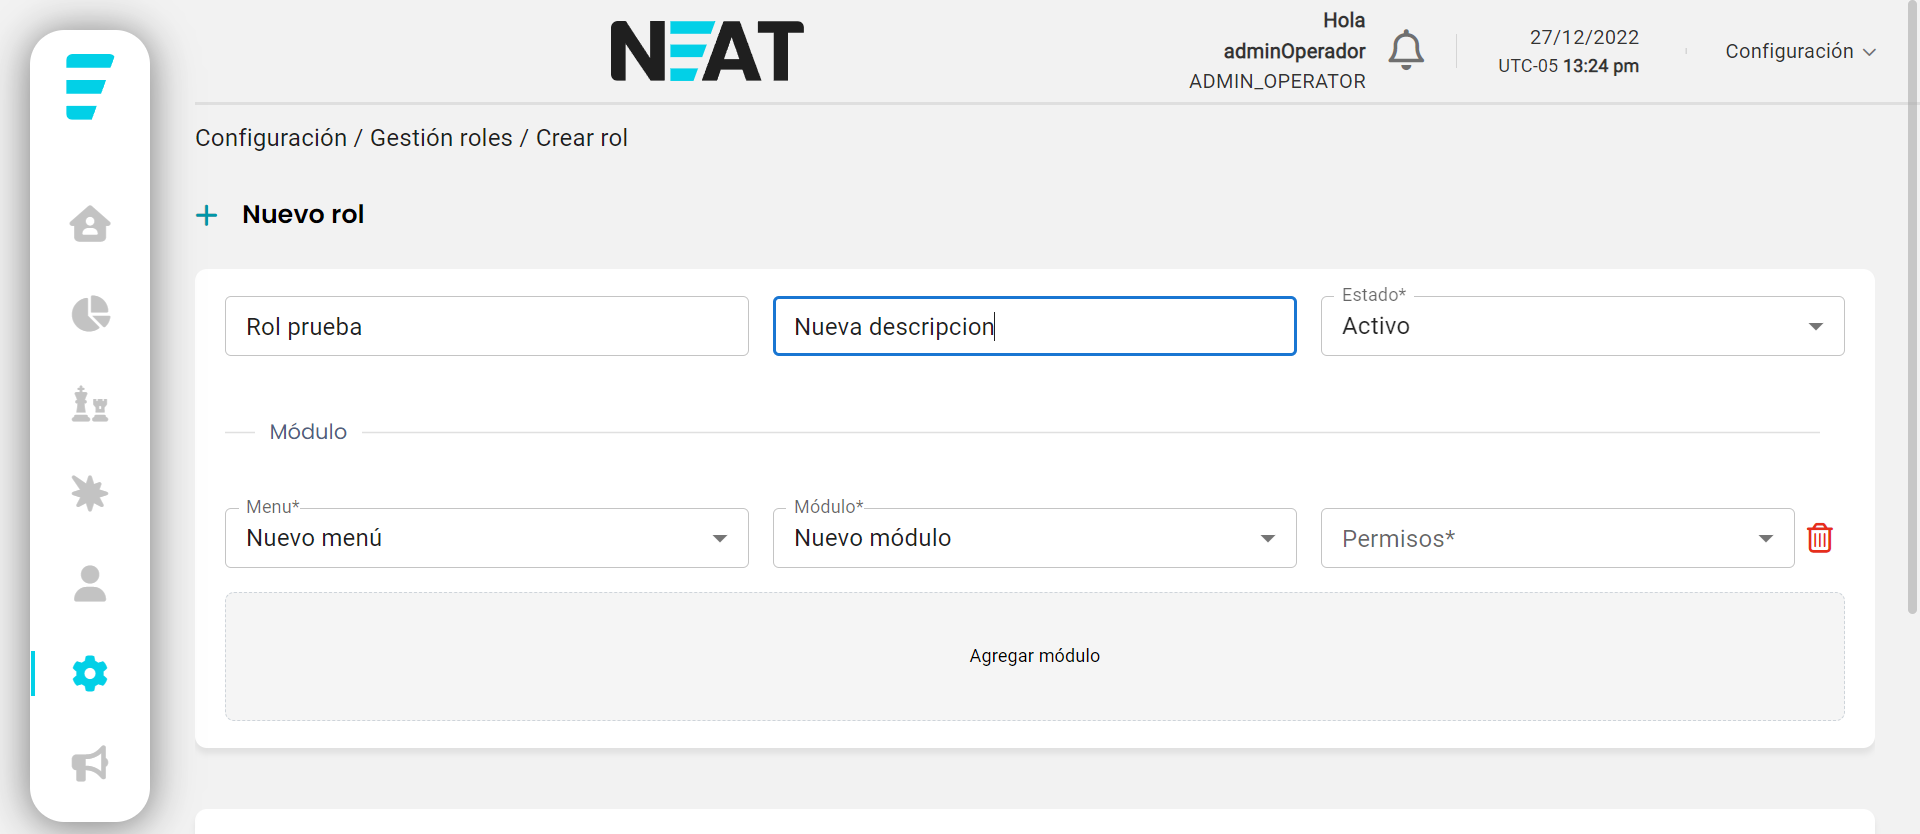 NEAT
Hola
adminOperador
ADMIN_OPERATOR
27/12/2022
UTC-05 13:24 pm
Configuración
Configuración / Gestión roles / Crear rol
Nuevo rol
Rol prueba
Nueva descripcion
Estado*
Activo
Módulo
Menu*
Nuevo menú
Módulo*
Nuevo módulo
Permisos*
Agregar módulo